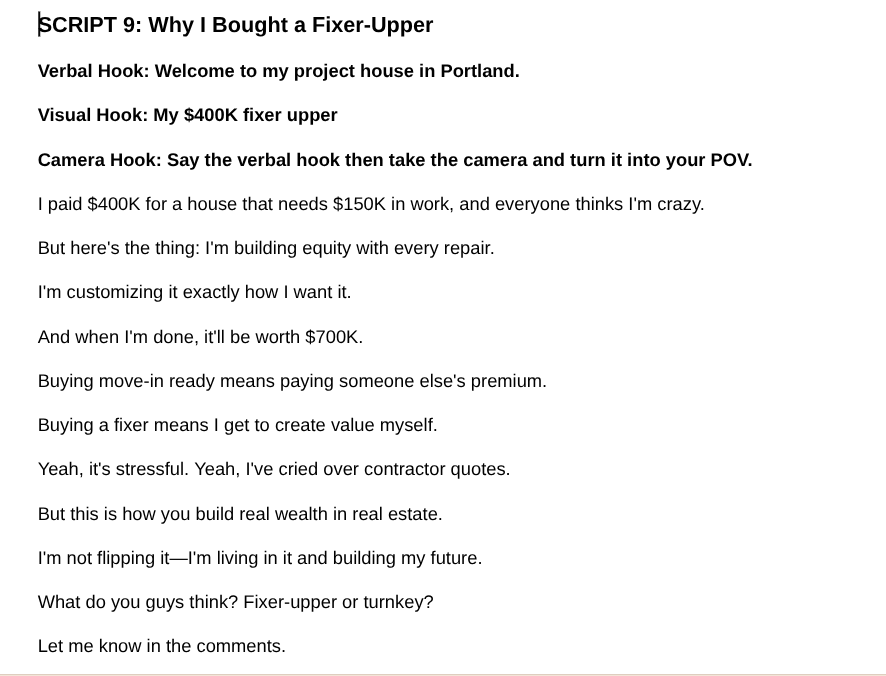 SCRIPT 9: Why I Bought a Fixer-Upper
Verbal Hook: Welcome to my project house in Portland.
Visual Hook: My $400K fixer upper
Camera Hook: Say the verbal hook then take the camera and turn it into your POV.
I paid $400K for a house that needs $150K in work, and everyone thinks I'm crazy.
But here's the thing: I'm building equity with every repair.
I'm customizing it exactly how I want it.
And when I'm done, it'll be worth $700K.
Buying move-in ready means paying someone else's premium.
Buying a fixer means I get to create value myself.
Yeah, it's stressful. Yeah, I've cried over contractor quotes.
But this is how you build real wealth in real estate.
I'm not flipping it—I'm living in it and building my future.
What do you guys think? Fixer-upper or turnkey?
Let me know in the comments.